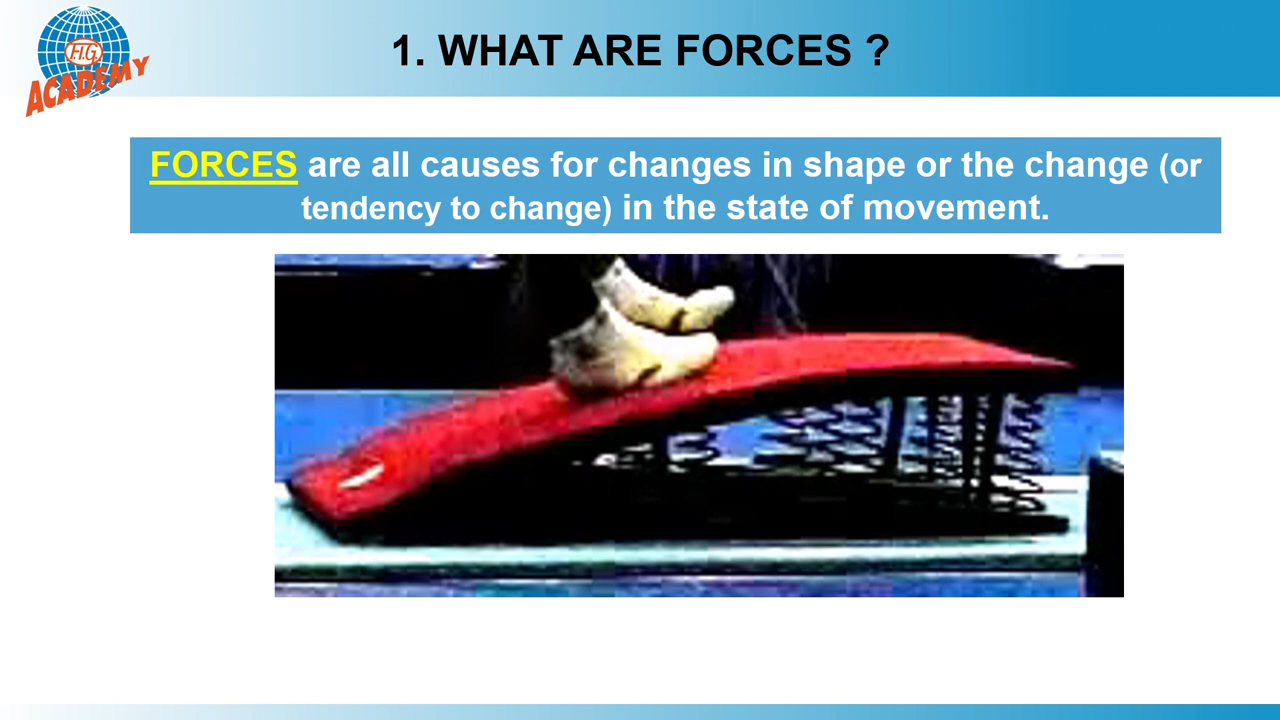 F.I.G.
ACADEMY
1. WHAT ARE FORCES ?
FORCES are all causes for changes in shape or the change (or
tendency to change) in the state of movement.